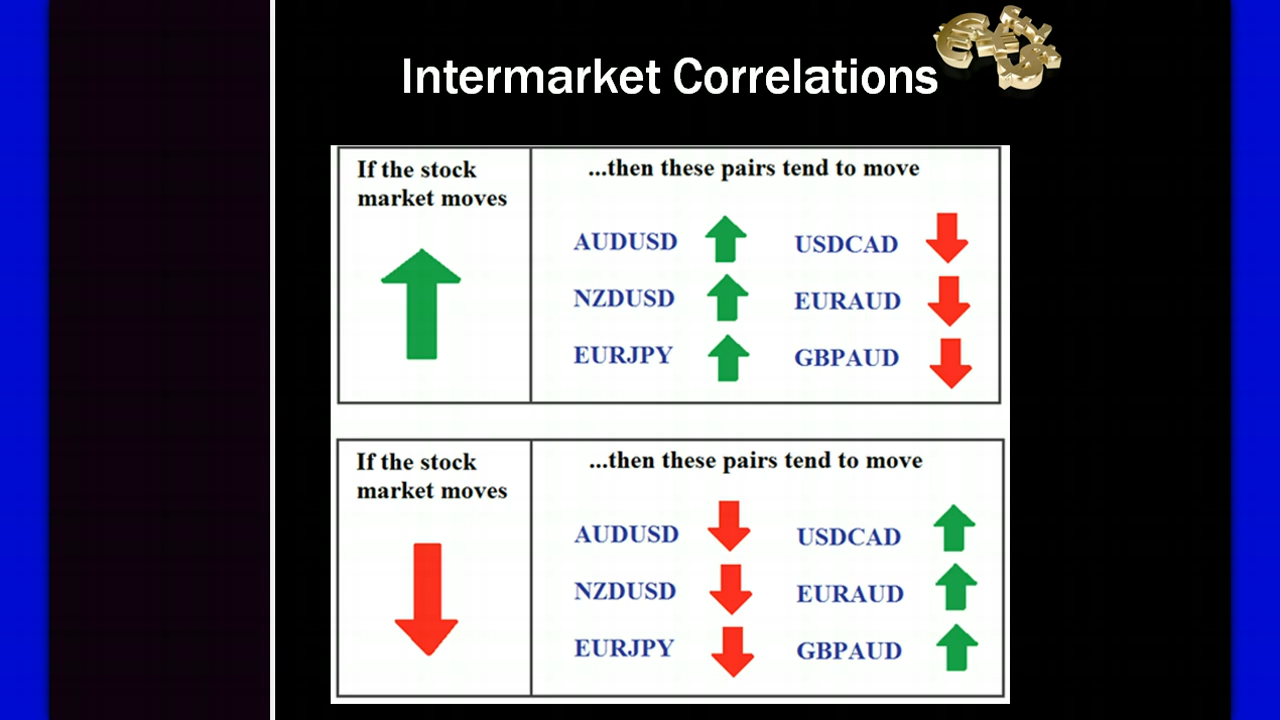 Intermarket Correlations
If the stock
market moves
...then these pairs tend to move
AUDUSD
USDCAD
NZDUSD
EURAUD
EURJPY
GBPAUD
If the stock
market moves
...then these pairs tend to move
AUDUSD
USDCAD
NZDUSD
EURAUD
EURJPY
GBPAUD